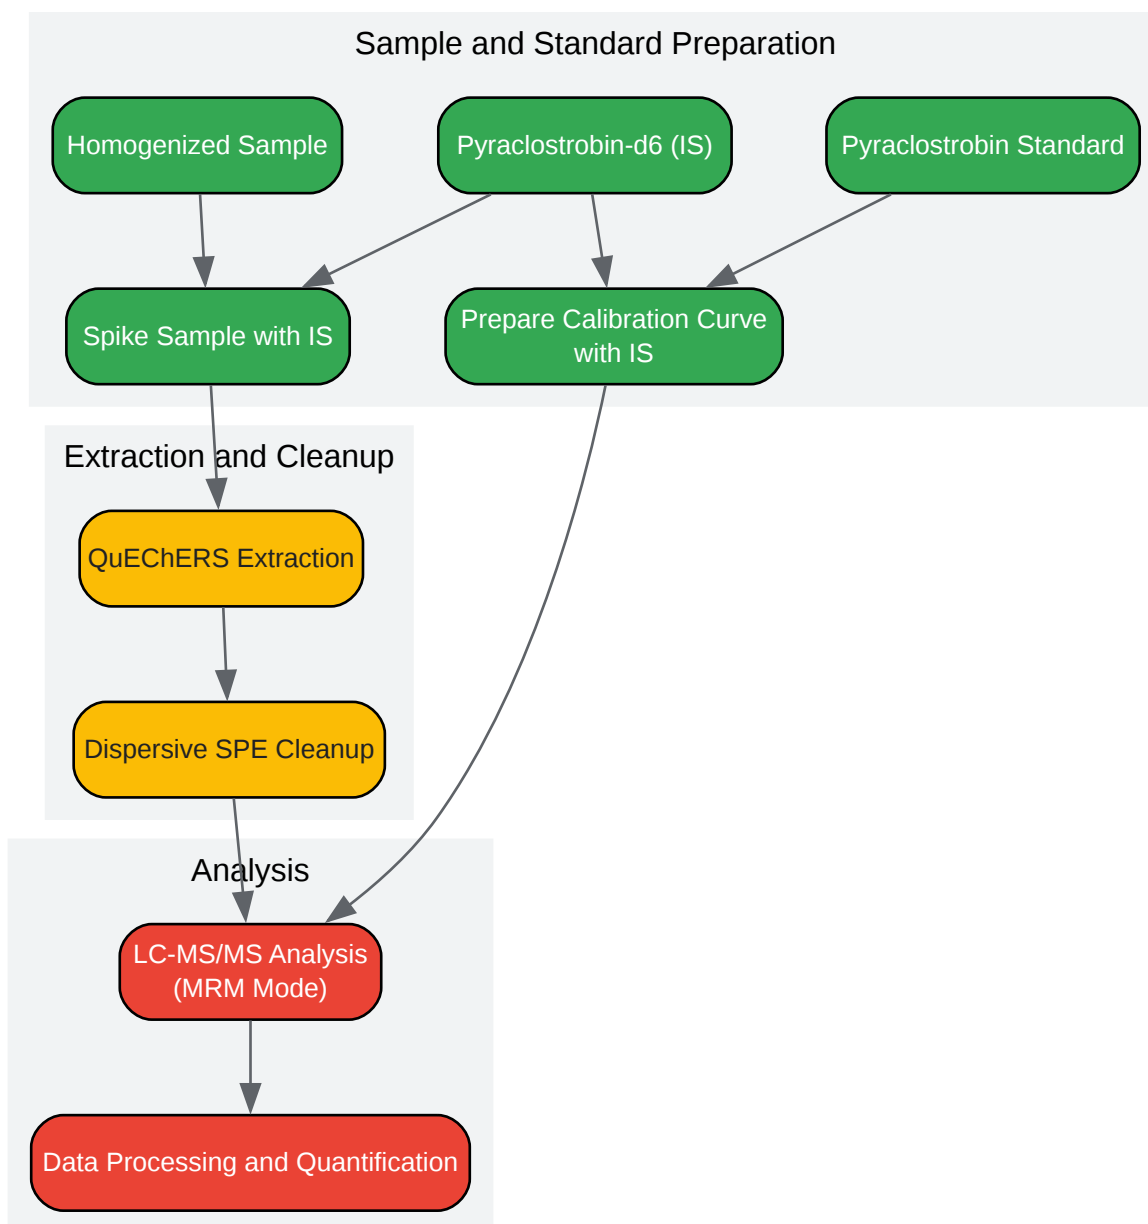 Sample and Standard Preparation
Homogenized Sample
Pyraclostrobin-d6 (IS)
Pyraclostrobin Standard
Spike Sample with IS
Prepare Calibration Curve
with IS
Extraction and Cleanup
QuEChERS Extraction
Dispersive SPE Cleanup
Analysis
LC-MS/MS Analysis
(MRM Mode)
Data Processing and Quantification